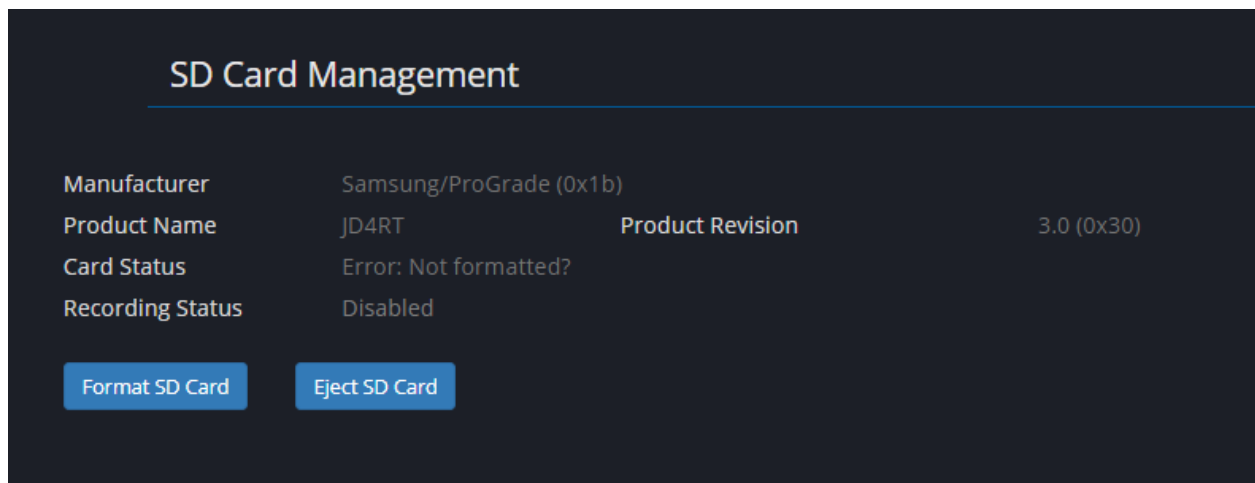 SD Card Management
Manufacturer Samsung/ProGrade (0x1b)
Product Name JD4RT Product Revision 3.0 (0x30)
Card Status Error: Not formatted?
Recording Status Disabled
Format SD Card Eject SD Card